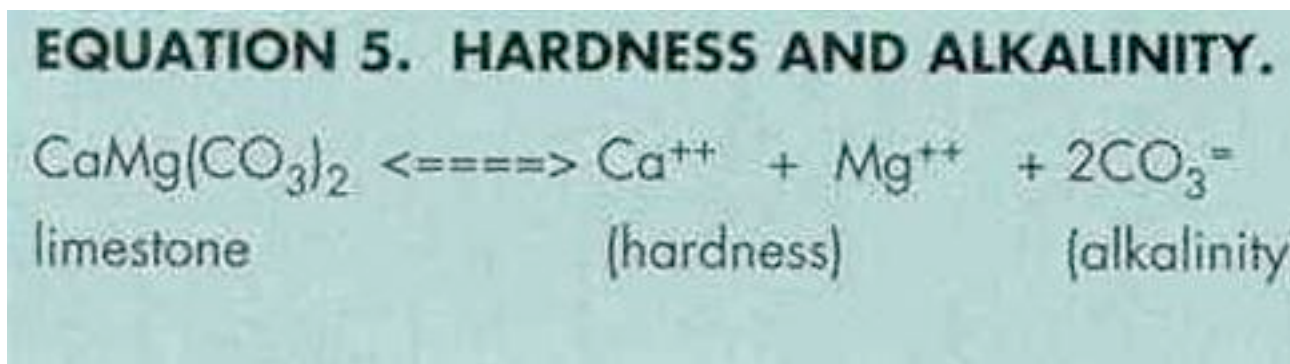 EQUATION 5. HARDNESS AND ALKALINITY.
CaMg(CO₃)₂ <====> Ca⁺⁺ + Mg⁺⁺ + 2CO₃⁼
limestone (hardness) (alkalinity